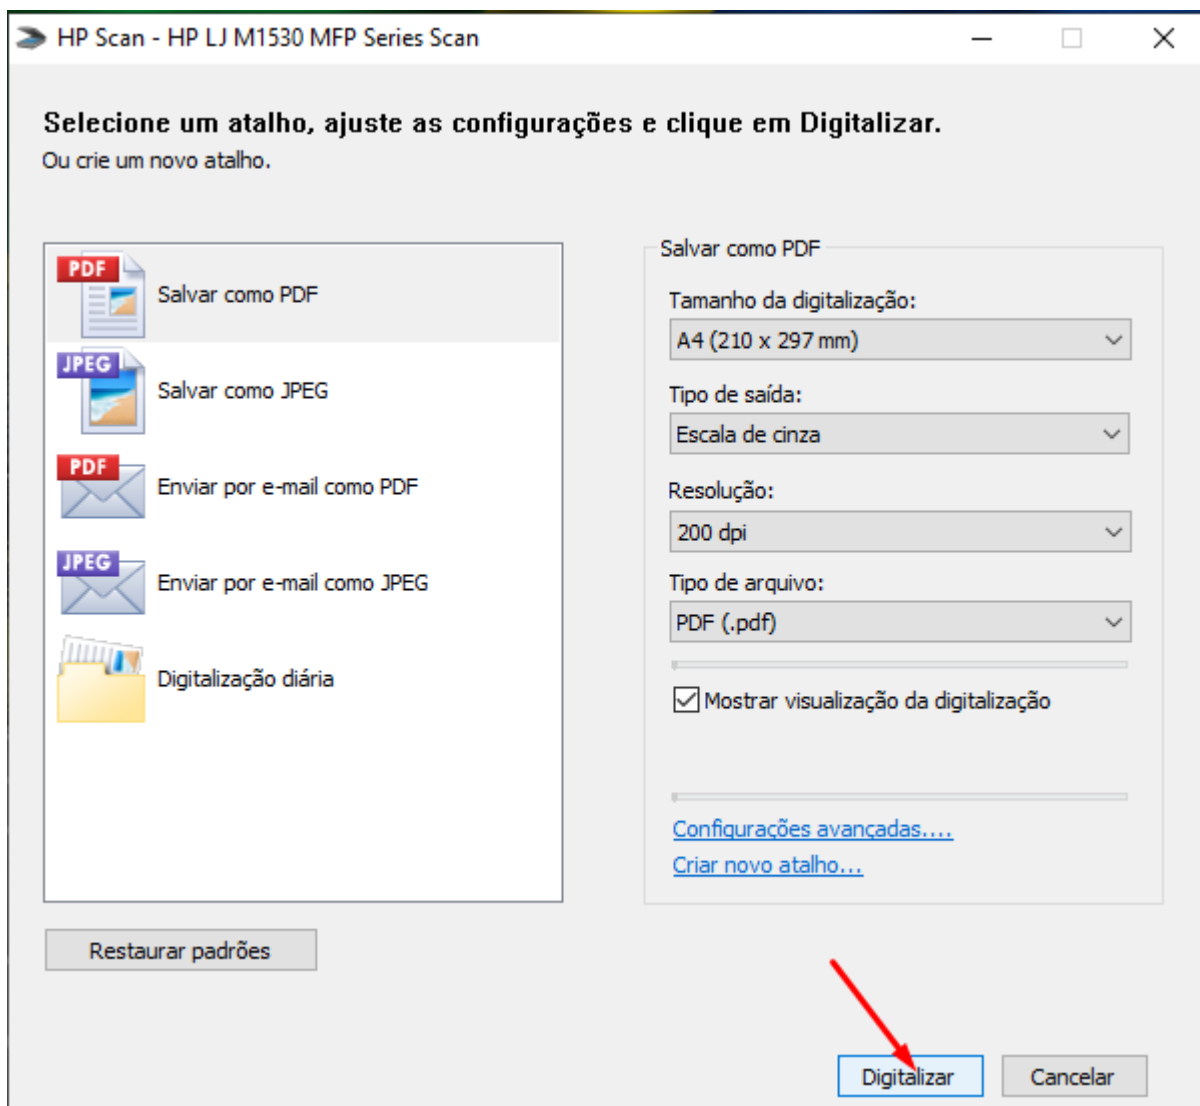 HP Scan - HP LJ M1530 MFP Series Scan
Selecione um atalho, ajuste as configurações e clique em Digitalizar.
Ou crie um novo atalho.
PDF
Salvar como PDF
JPEG
Salvar como JPEG
PDF
Enviar por e-mail como PDF
JPEG
Enviar por e-mail como JPEG
Digitalização diária
Restaurar padrões
Salvar como PDF
Tamanho da digitalização:
A4 (210 x 297 mm)
Tipo de saída:
Escala de cinza
Resolução:
200 dpi
Tipo de arquivo:
PDF (.pdf)
Mostrar visualização da digitalização
Configurações avançadas....
Criar novo atalho...
Digitalizar
Cancelar